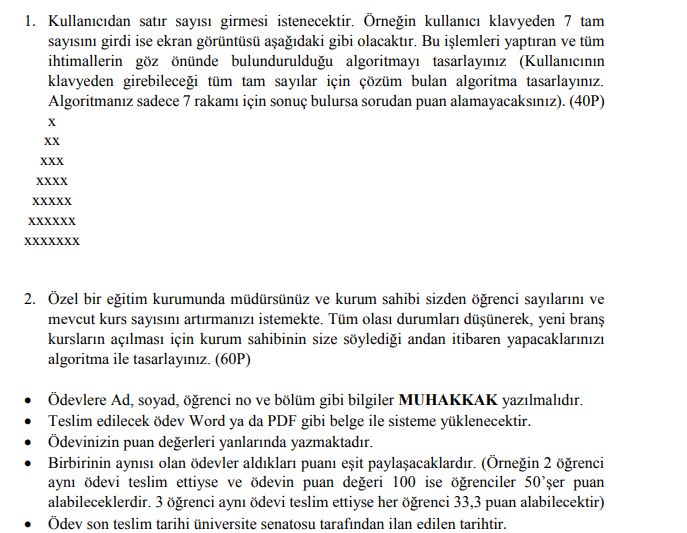 1. Kullanıcıdan satır sayısı girmesi istenecektir. Örneğin kullanıcı klavyeden 7 tam
sayısını girdi ise ekran görüntüsü aşağıdaki gibi olacaktır. Bu işlemleri yaptıran ve tüm
ihtimallerin göz önünde bulundurulduğu algoritmayı tasarlayınız (Kullanıcının
klavyeden girebileceği tüm tam sayılar için çözüm bulan algoritma tasarlayınız.
Algoritmanız sadece 7 rakamı için sonuç bulursa sorudan puan alamayacaksınız). (40P)
x
xx
xxx
xxxx
xxxxx
xxxxxx
xxxxxxx
2. Özel bir eğitim kurumunda müdürsünüz ve kurum sahibi sizden öğrenci sayılarını ve
mevcut kurs sayısını artırmanızı istemekte. Tüm olası durumları düşünerek, yeni branş
kursların açılması için kurum sahibinin size söylediği andan itibaren yapacaklarınızı
algoritma ile tasarlayınız. (60P)
• Ödevlere Ad, soyad, öğrenci no ve bölüm gibi bilgiler MUHAKKAK yazılmalıdır.
• Teslim edilecek ödev Word ya da PDF gibi belge ile sisteme yüklenecektir.
• Ödevinizin puan değerleri yanlarında yazmaktadır.
• Birbirinin aynısı olan ödevler aldıkları puanı eşit paylaşacaklardır. (Örneğin 2 öğrenci
aynı ödevi teslim ettiyse ve ödevin puan değeri 100 ise öğrenciler 50’şer puan
alabileceklerdir. 3 öğrenci aynı ödevi teslim ettiyse her öğrenci 33,3 puan alabilecektir)
• Ödev son teslim tarihi üniversite senatosu tarafından ilan edilen tarihtir.